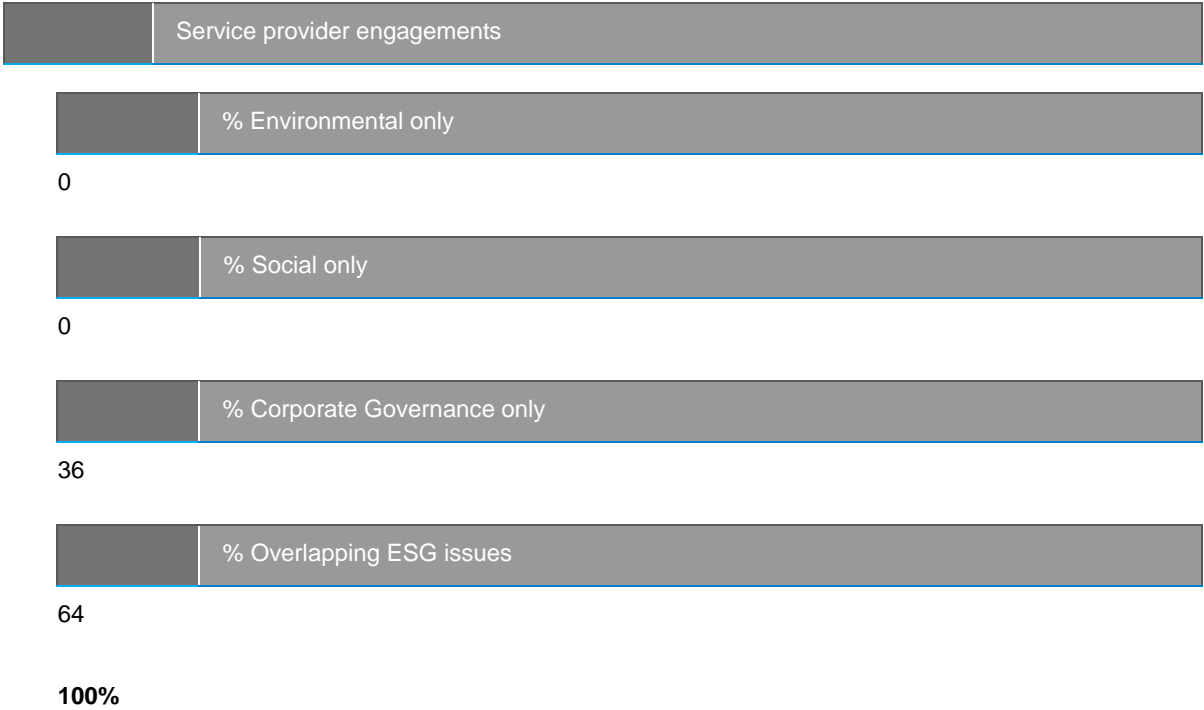 Service provider engagements
% Environmental only
0
% Social only
0
% Corporate Governance only
36
% Overlapping ESG issues
64
100%